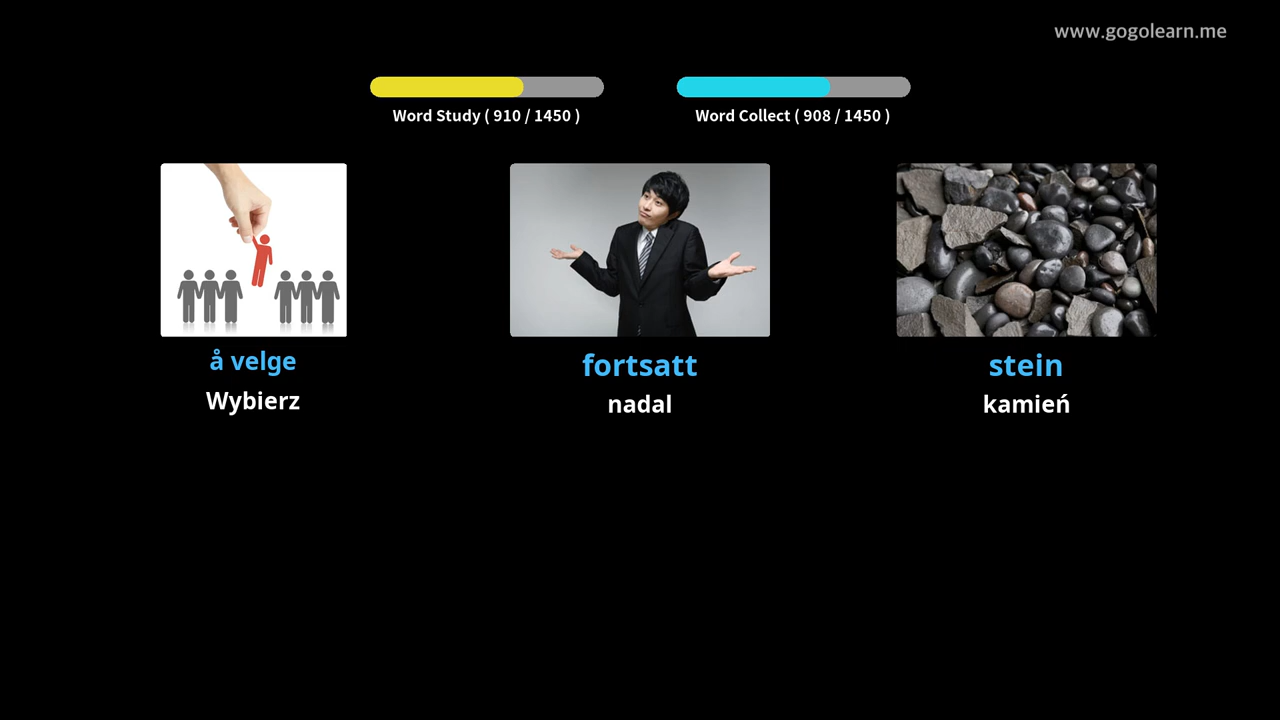 www.gogolearn.me
Word Study ( 910 / 1450 )
Word Collect ( 908 / 1450 )
å velge
fortsatt
stein
Wybierz
nadal
kamień